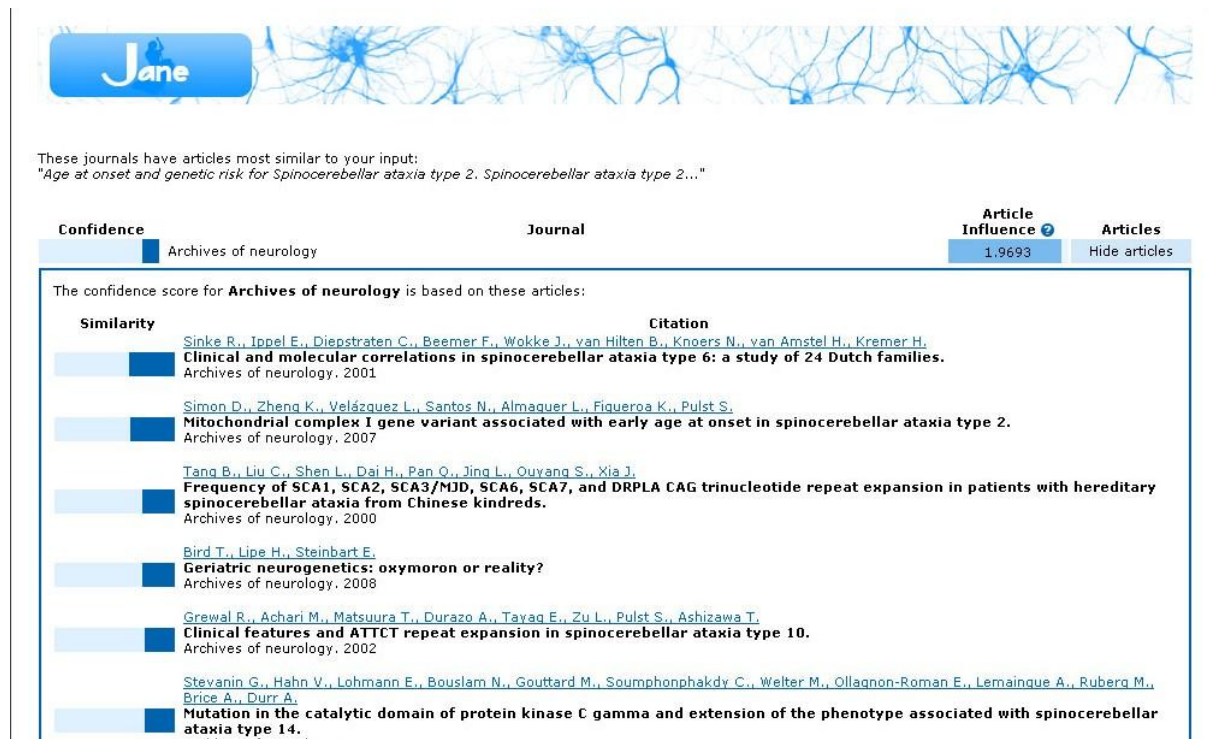 Jane
These journals have articles most similar to your input:
"Age at onset and genetic risk for Spinocerebellar ataxia type 2. Spinocerebellar ataxia type 2..."
Confidence Journal Article Influence Articles
Archives of neurology 1.9693 Hide articles
The confidence score for Archives of neurology is based on these articles:
Similarity Citation
Sinke R., Ippel E., Diepstraten C., Beemer F., Wokke J., van Hilten B., Knoers N., van Amstel H., Kremer H.
Clinical and molecular correlations in spinocerebellar ataxia type 6: a study of 24 Dutch families.
Archives of neurology. 2001
Simon D., Zheng K., Velázquez L., Santos N., Almaguer L., Figueroa K., Pulst S.
Mitochondrial complex I gene variant associated with early age at onset in spinocerebellar ataxia type 2.
Archives of neurology. 2007
Tang B., Liu C., Shen L., Dai H., Pan Q., Jing L., Ouyang S., Xia J.
Frequency of SCA1, SCA2, SCA3/MJD, SCA6, SCA7, and DRPLA CAG trinucleotide repeat expansion in patients with hereditary
spinocerebellar ataxia from Chinese kindreds.
Archives of neurology. 2000
Bird T., Lipe H., Steinbart E.
Geriatric neurogenetics: oxymoron or reality?
Archives of neurology. 2008
Grewal R., Achari M., Matsuura T., Durazo A., Tayag E., Zu L., Pulst S., Ashizawa T.
Clinical features and ATTCT repeat expansion in spinocerebellar ataxia type 10.
Archives of neurology. 2002
Stevanin G., Hahn V., Lohmann E., Bouslam N., Gouttard M., Soumphonphakdy C., Welter M., Ollagnon-Roman E., Lemainque A., Ruberg M.,
Brice A., Durr A.
Mutation in the catalytic domain of protein kinase C gamma and extension of the phenotype associated with spinocerebellar
ataxia type 14.